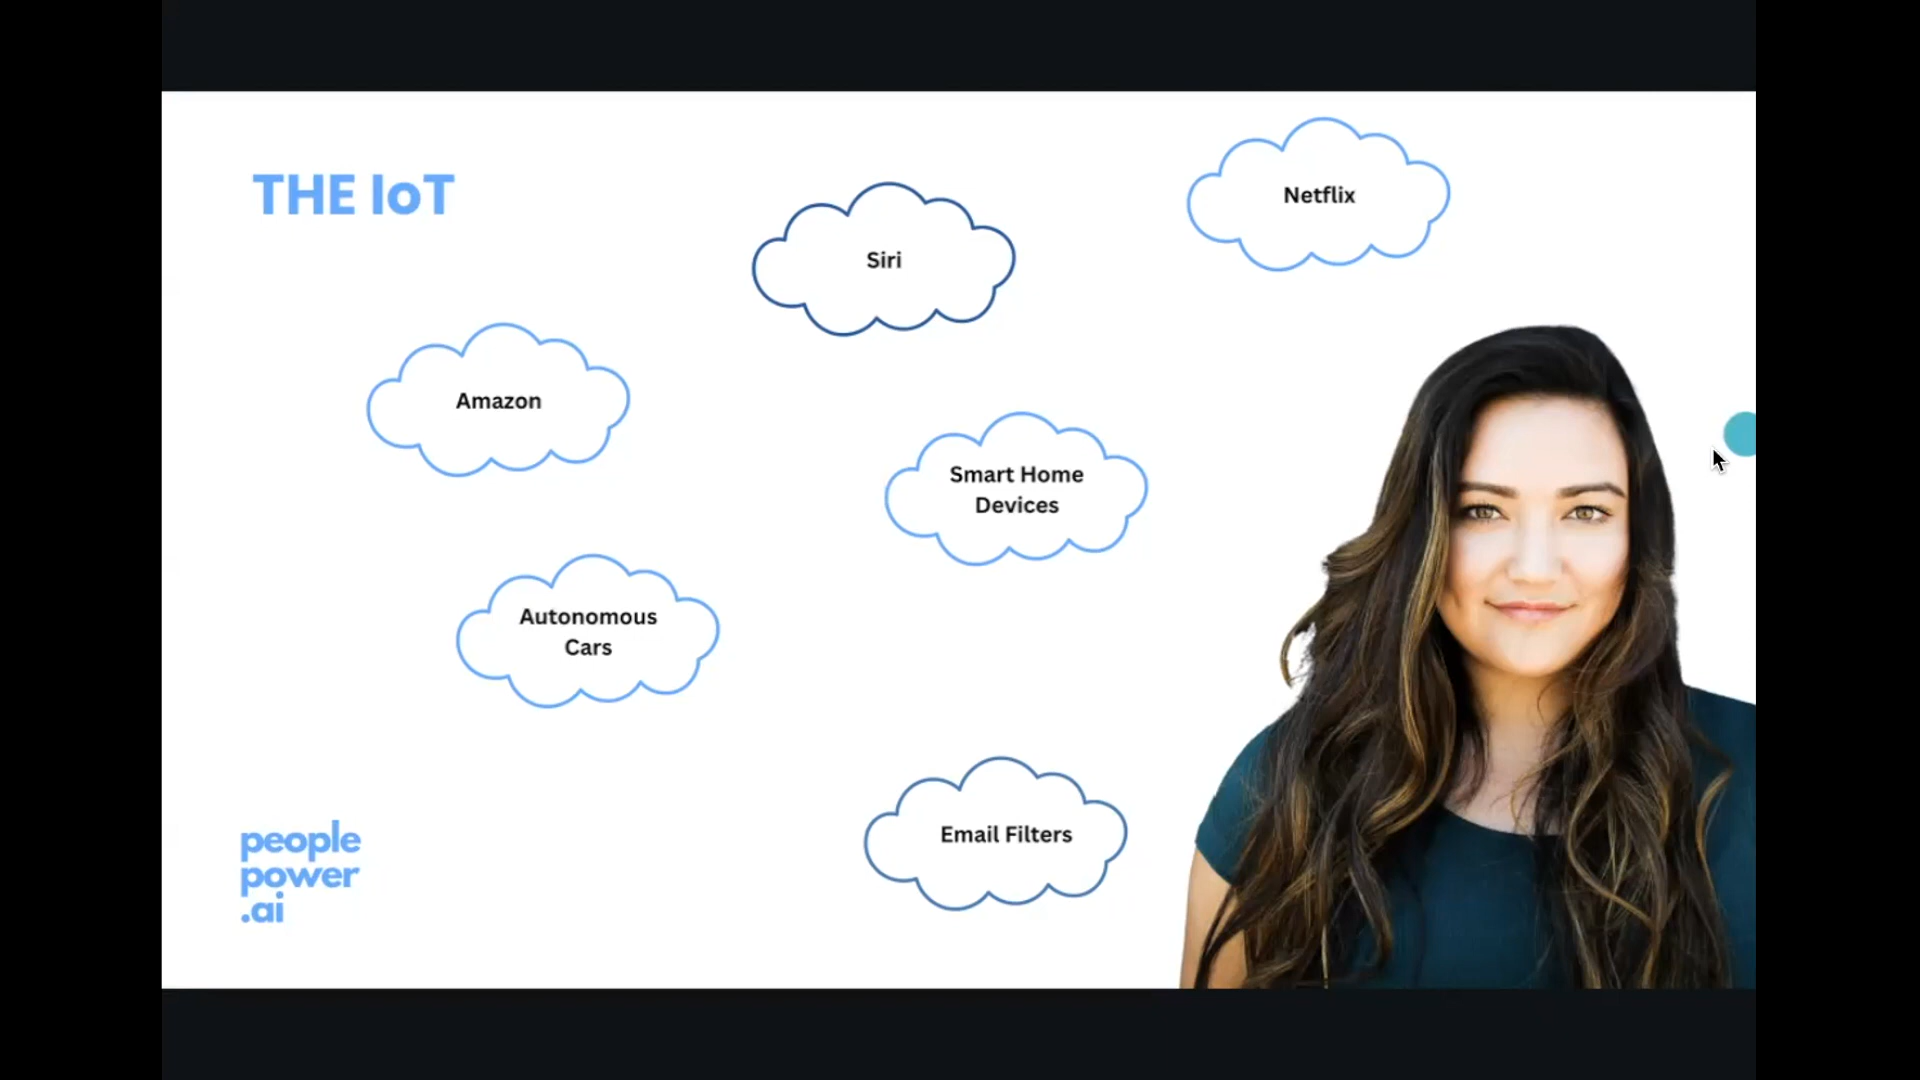 THE IoT
Netflix
Siri
Amazon
Smart Home
Devices
Autonomous
Cars
Email Filters
people
power
.ai